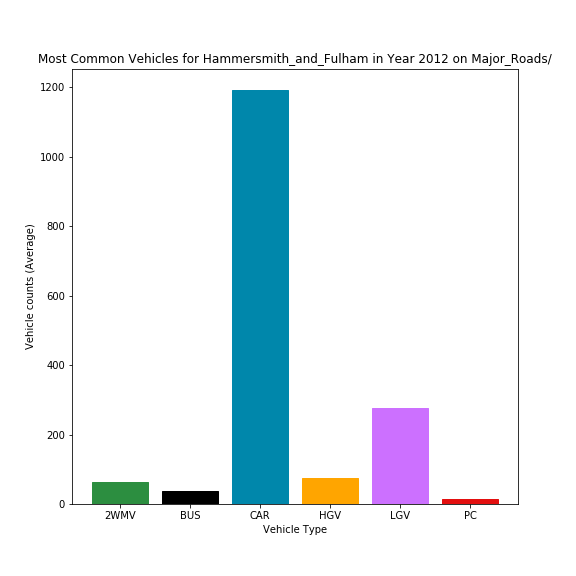 Most Common Vehicles for Hammersmith_and_Fulham in Year 2012 on Major_Roads/
1200
1000
800
600
400
200
0
Vehicle counts (Average)
2WMV BUS CAR HGV LGV PC
Vehicle Type